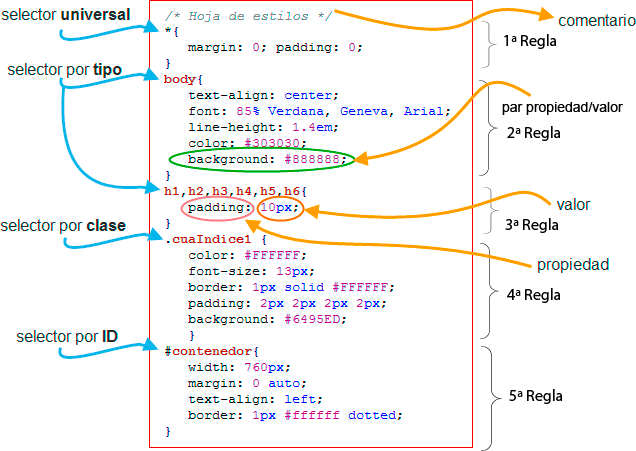 selector universal
/* Hoja de estilos */
comentario
*{
margin: 0; padding: 0;
1ª Regla
}
selector por tipo
body{
text-align: center;
font: 85% Verdana, Geneva, Arial;
par propiedad/valor
line-height: 1.4em;
2ª Regla
color: #303030;
background: #888888;
}
h1,h2,h3,h4,h5,h6{
padding: 10px;
valor
}
3ª Regla
selector por clase
.cuaIndice1 {
color: #FFFFFF;
propiedad
font-size: 13px;
border: 1px solid #FFFFFF;
4ª Regla
padding: 2px 2px 2px 2px;
background: #6495ED;
}
selector por ID
#contenedor{
width: 760px;
margin: 0 auto;
5ª Regla
text-align: left;
border: 1px #ffffff dotted;
}